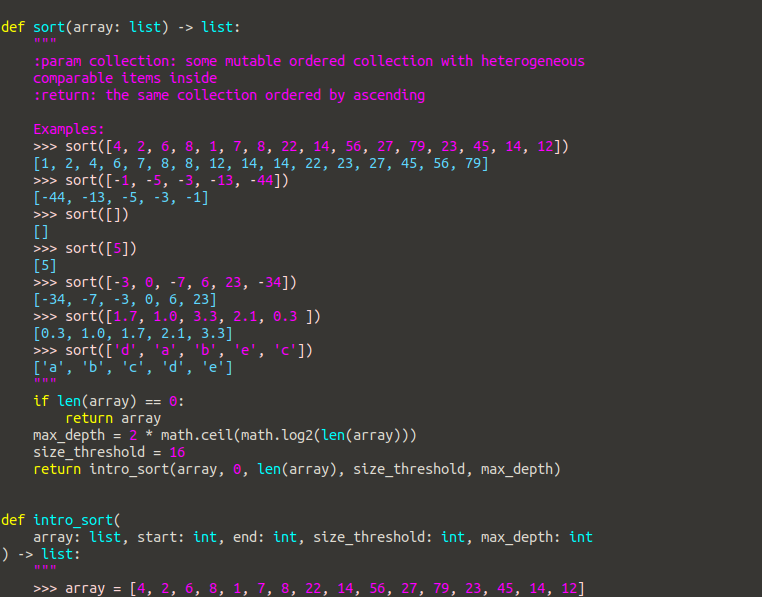 def sort(array: list) -> list:
    """
    :param collection: some mutable ordered collection with heterogeneous
    comparable items inside
    :return: the same collection ordered by ascending

    Examples:
    >>> sort([4, 2, 6, 8, 1, 7, 8, 22, 14, 56, 27, 79, 23, 45, 14, 12])
    [1, 2, 4, 6, 7, 8, 8, 12, 14, 14, 22, 23, 27, 45, 56, 79]
    >>> sort([-1, -5, -3, -13, -44])
    [-44, -13, -5, -3, -1]
    >>> sort([])
    []
    >>> sort([5])
    [5]
    >>> sort([-3, 0, -7, 6, 23, -34])
    [-34, -7, -3, 0, 6, 23]
    >>> sort([1.7, 1.0, 3.3, 2.1, 0.3 ])
    [0.3, 1.0, 1.7, 2.1, 3.3]
    >>> sort(['d', 'a', 'b', 'e', 'c'])
    ['a', 'b', 'c', 'd', 'e']
    """
    if len(array) == 0:
        return array
    max_depth = 2 * math.ceil(math.log2(len(array)))
    size_threshold = 16
    return intro_sort(array, 0, len(array), size_threshold, max_depth)


def intro_sort(
    array: list, start: int, end: int, size_threshold: int, max_depth: int
) -> list:
    """
    >>> array = [4, 2, 6, 8, 1, 7, 8, 22, 14, 56, 27, 79, 23, 45, 14, 12]